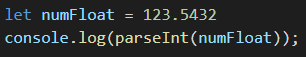 let numFloat = 123.5432
console.log(parseInt(numFloat));